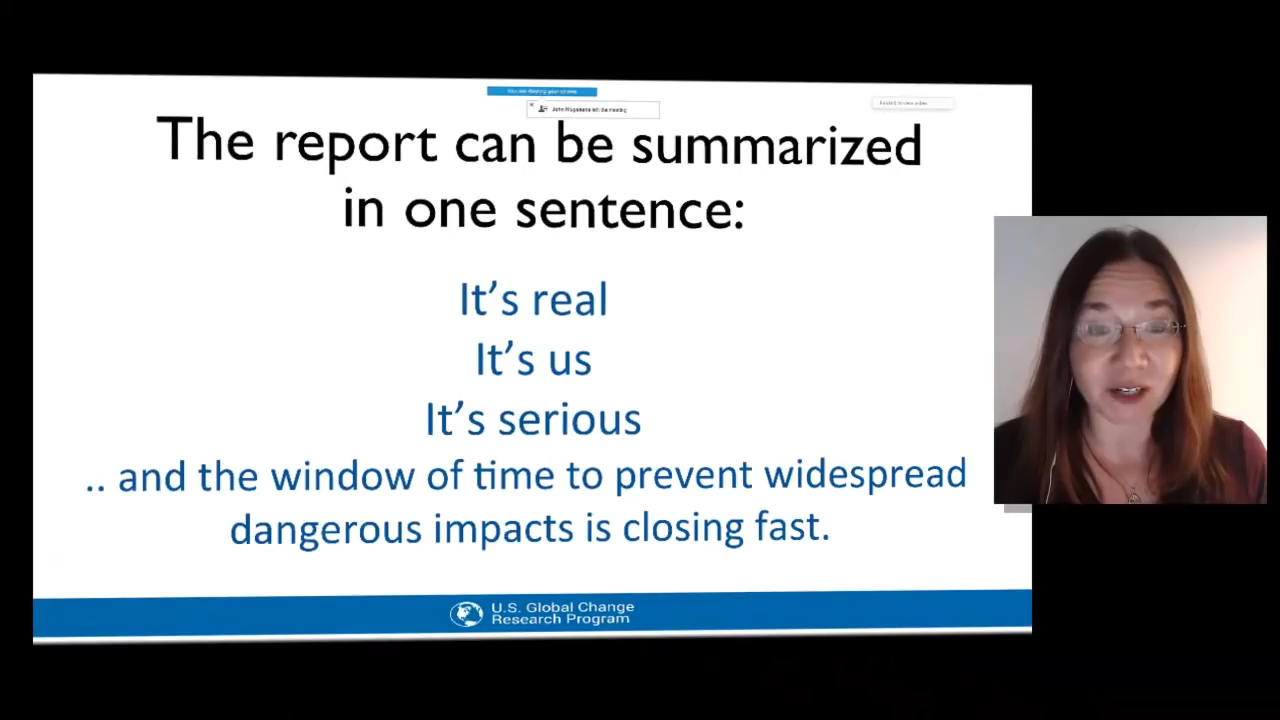 The report can be summarized
in one sentence:
It's real
It's us
It's serious
.. and the window of time to prevent widespread
dangerous impacts is closing fast.
U.S. Global Change
Research Program